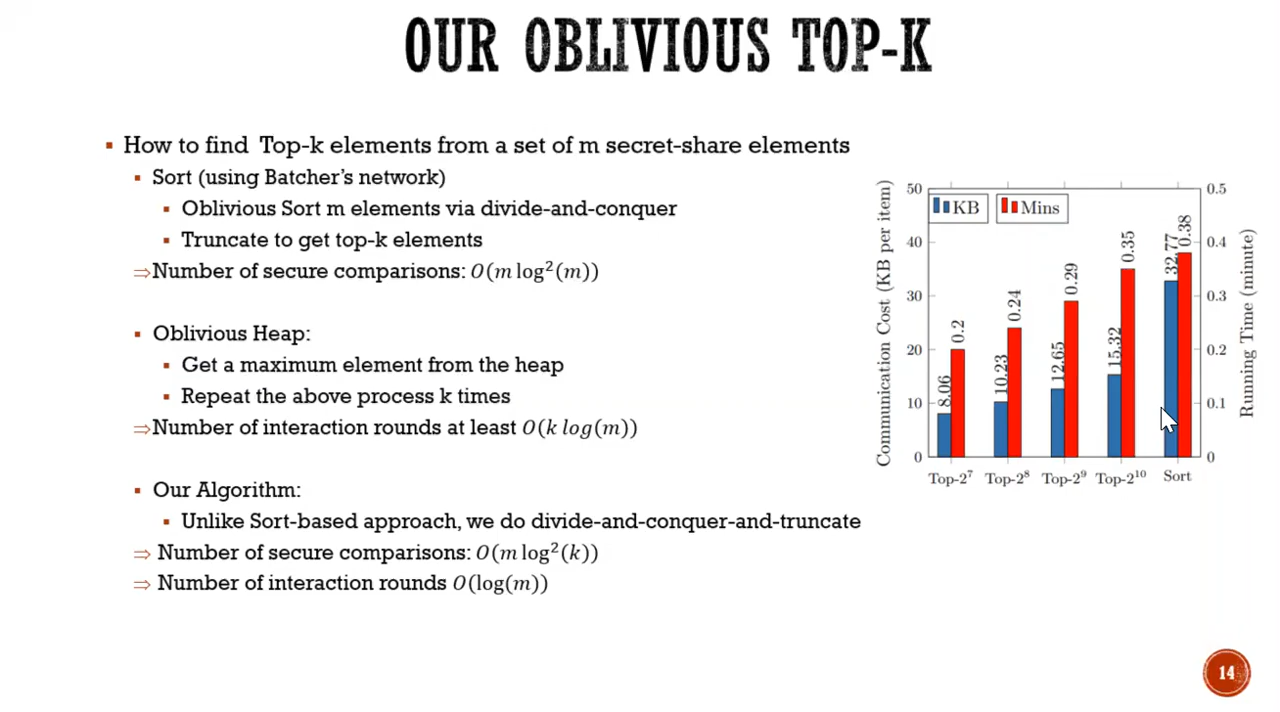 OUR OBLIVIOUS TOP-K
▪ How to find Top-k elements from a set of m secret-share elements
▪ Sort (using Batcher's network)
▪ Oblivious Sort m elements via divide-and-conquer
▪ Truncate to get top-k elements
⇒Number of secure comparisons: O(m log²(m))
▪ Oblivious Heap:
▪ Get a maximum element from the heap
▪ Repeat the above process k times
⇒Number of interaction rounds at least O(k log(m))
▪ Our Algorithm:
▪ Unlike Sort-based approach, we do divide-and-conquer-and-truncate
⇒ Number of secure comparisons: O(m log²(k))
⇒ Number of interaction rounds O(log(m))
Communication Cost (KB per item)
50
40
30
20
10
0
KB
Mins
8.06
0.2
10.23
0.24
12.65
0.29
15.32
0.35
32.77
0.38
Top-2⁷
Top-2⁸
Top-2⁹
Top-2¹⁰
Sort
0.5
0.4
0.3
0.2
0.1
0
Running Time (minute)
14